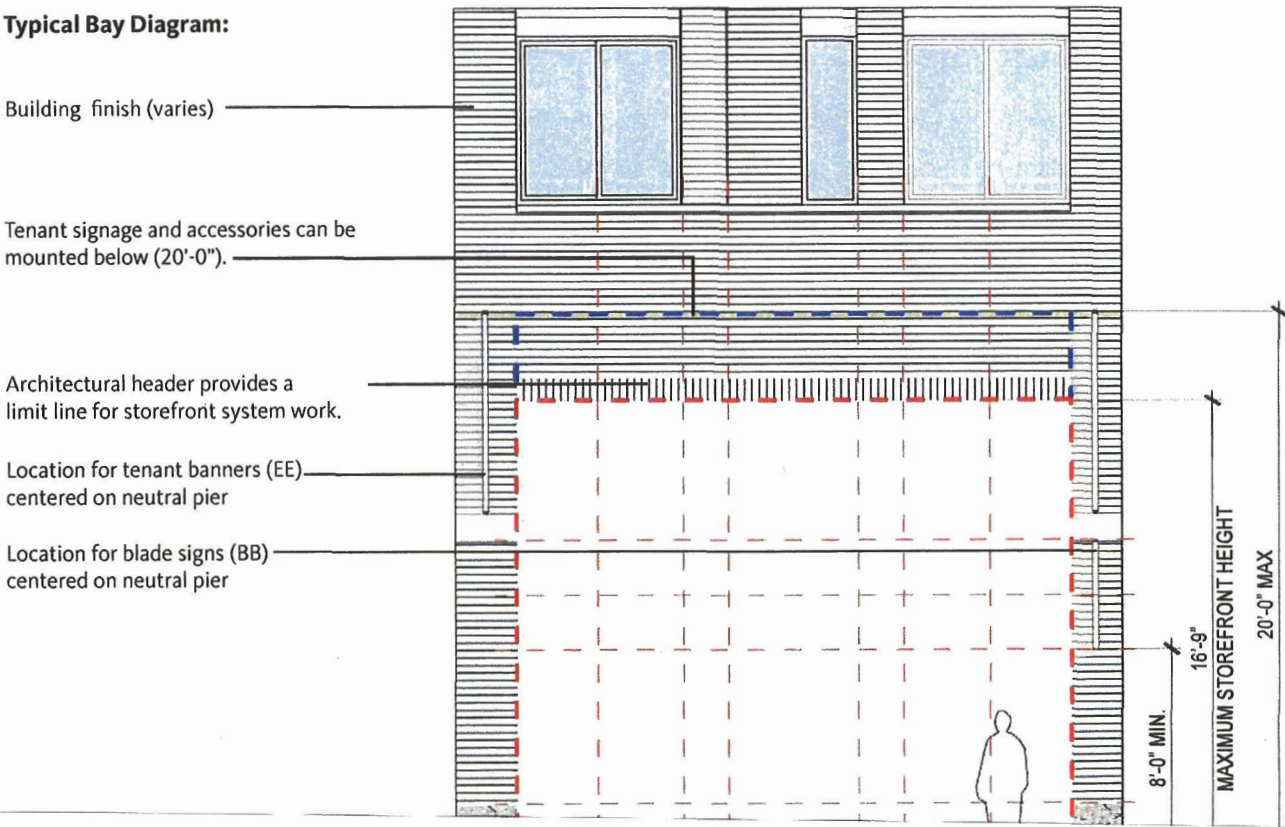 Typical Bay Diagram:
Building finish (varies)
Tenant signage and accessories can be
mounted below (20'-0").
Architectural header provides a
limit line for storefront system work.
Location for tenant banners (EE)
centered on neutral pier
Location for blade signs (BB)
centered on neutral pier
8'-0" MIN.
16'-9"
MAXIMUM STOREFRONT HEIGHT
20'-0" MAX